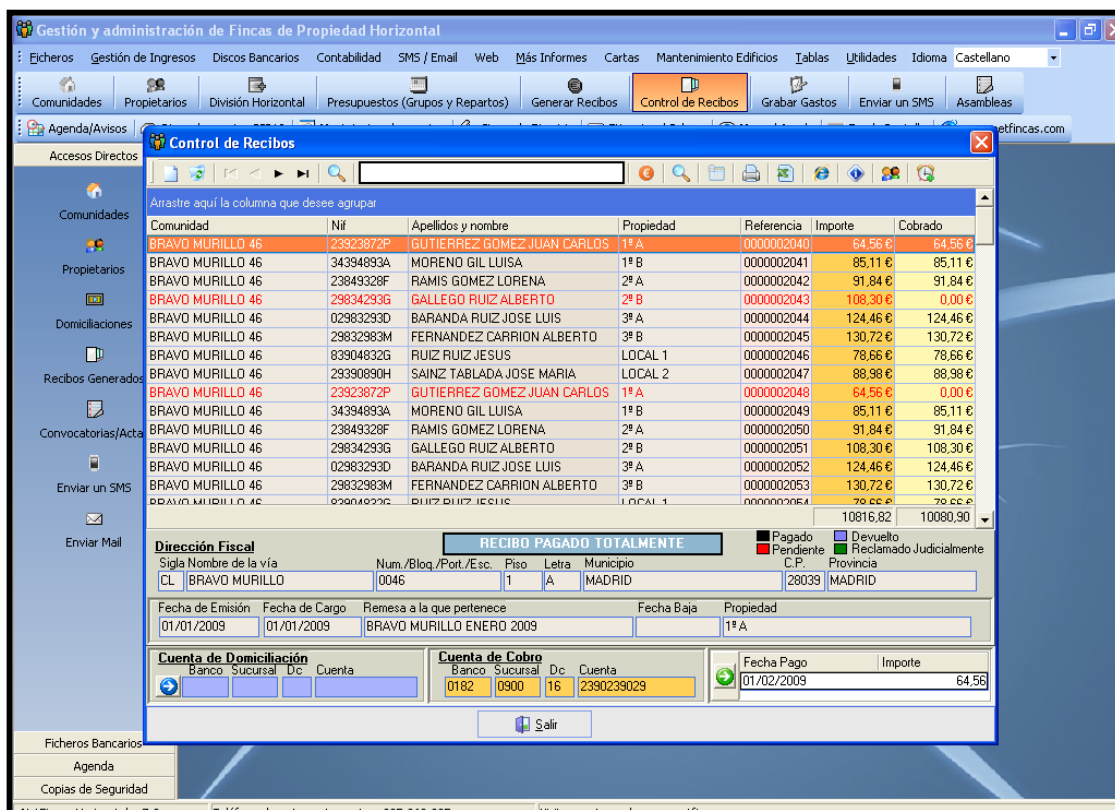 Gestión y administración de Fincas de Propiedad Horizontal
Ficheros Gestión de Ingresos Discos Bancarios Contabilidad SMS / Email Web Más Informes Cartas Mantenimiento Edificios Tablas Utilidades Idioma Castellano
Comunidades Propietarios División Horizontal Presupuestos (Grupos y Repartos) Generar Recibos Control de Recibos Grabar Gastos Enviar un SMS Asambleas
Agenda/Avisos
Accesos Directos
Comunidades
Propietarios
Domiciliaciones
Recibos Generados
Enviar un SMS
Enviar Mail
Ficheros Bancarios
Agenda
Copias de Seguridad
Control de Recibos
Arrastre aquí la columna que desee agrupar
Comunidad Nif Apellidos y nombre Propiedad Referencia Importe Cobrado
BRAVO MURILLO 46 23923872P GUTIERREZ GOMEZ JUAN CARLOS 1º A 0000002040 64,56 € 64,56 €
BRAVO MURILLO 46 34394893A MORENO GIL LUISA 1º B 0000002041 85,11 € 85,11 €
BRAVO MURILLO 46 23849328F RAMIS GOMEZ LORENA 2º A 0000002042 91,84 € 91,84 €
BRAVO MURILLO 46 29834293G GALLEGO RUIZ ALBERTO 2º B 0000002043 108,30 € 0,00 €
BRAVO MURILLO 46 02983293D BARANDA RUIZ JOSE LUIS 3º A 0000002044 124,46 € 124,46 €
BRAVO MURILLO 46 29832983M FERNANDEZ CARRION ALBERTO 3º B 0000002045 130,72 € 130,72 €
BRAVO MURILLO 46 83904832G RUIZ RUIZ JESUS LOCAL 1 0000002046 78,66 € 78,66 €
BRAVO MURILLO 46 29390890H SAINZ TABLADA JOSE MARIA LOCAL 2 0000002047 88,98 € 88,98 €
BRAVO MURILLO 46 23923872P GUTIERREZ GOMEZ JUAN CARLOS 1º A 0000002048 64,56 € 0,00 €
BRAVO MURILLO 46 34394893A MORENO GIL LUISA 1º B 0000002049 85,11 € 85,11 €
BRAVO MURILLO 46 23849328F RAMIS GOMEZ LORENA 2º A 0000002050 91,84 € 91,84 €
BRAVO MURILLO 46 29834293G GALLEGO RUIZ ALBERTO 2º B 0000002051 108,30 € 108,30 €
BRAVO MURILLO 46 02983293D BARANDA RUIZ JOSE LUIS 3º A 0000002052 124,46 € 124,46 €
BRAVO MURILLO 46 29832983M FERNANDEZ CARRION ALBERTO 3º B 0000002053 130,72 € 130,72 €
BRAVO MURILLO 46 83904832G RUIZ RUIZ JESUS LOCAL 1 0000002054 78,66 € 78,66 €
10816,82 10080,90
Dirección Fiscal RECIBO PAGADO TOTALMENTE Pagado Devuelto
Pendiente Reclamado Judicialmente
Sigla Nombre de la vía Num./Bloq./Port./Esc. Piso Letra Municipio C.P. Provincia
CL BRAVO MURILLO 0046 1 A MADRID 28039 MADRID
Fecha de Emisión Fecha de Cargo Remesa a la que pertenece Fecha Baja Propiedad
01/01/2009 01/01/2009 BRAVO MURILLO ENERO 2009 1º A
Cuenta de Domiciliación
Banco Sucursal Dc Cuenta
Cuenta de Cobro
Banco Sucursal Dc Cuenta
0182 0900 16 2390239029
Fecha Pago Importe
01/02/2009 64,56
Salir